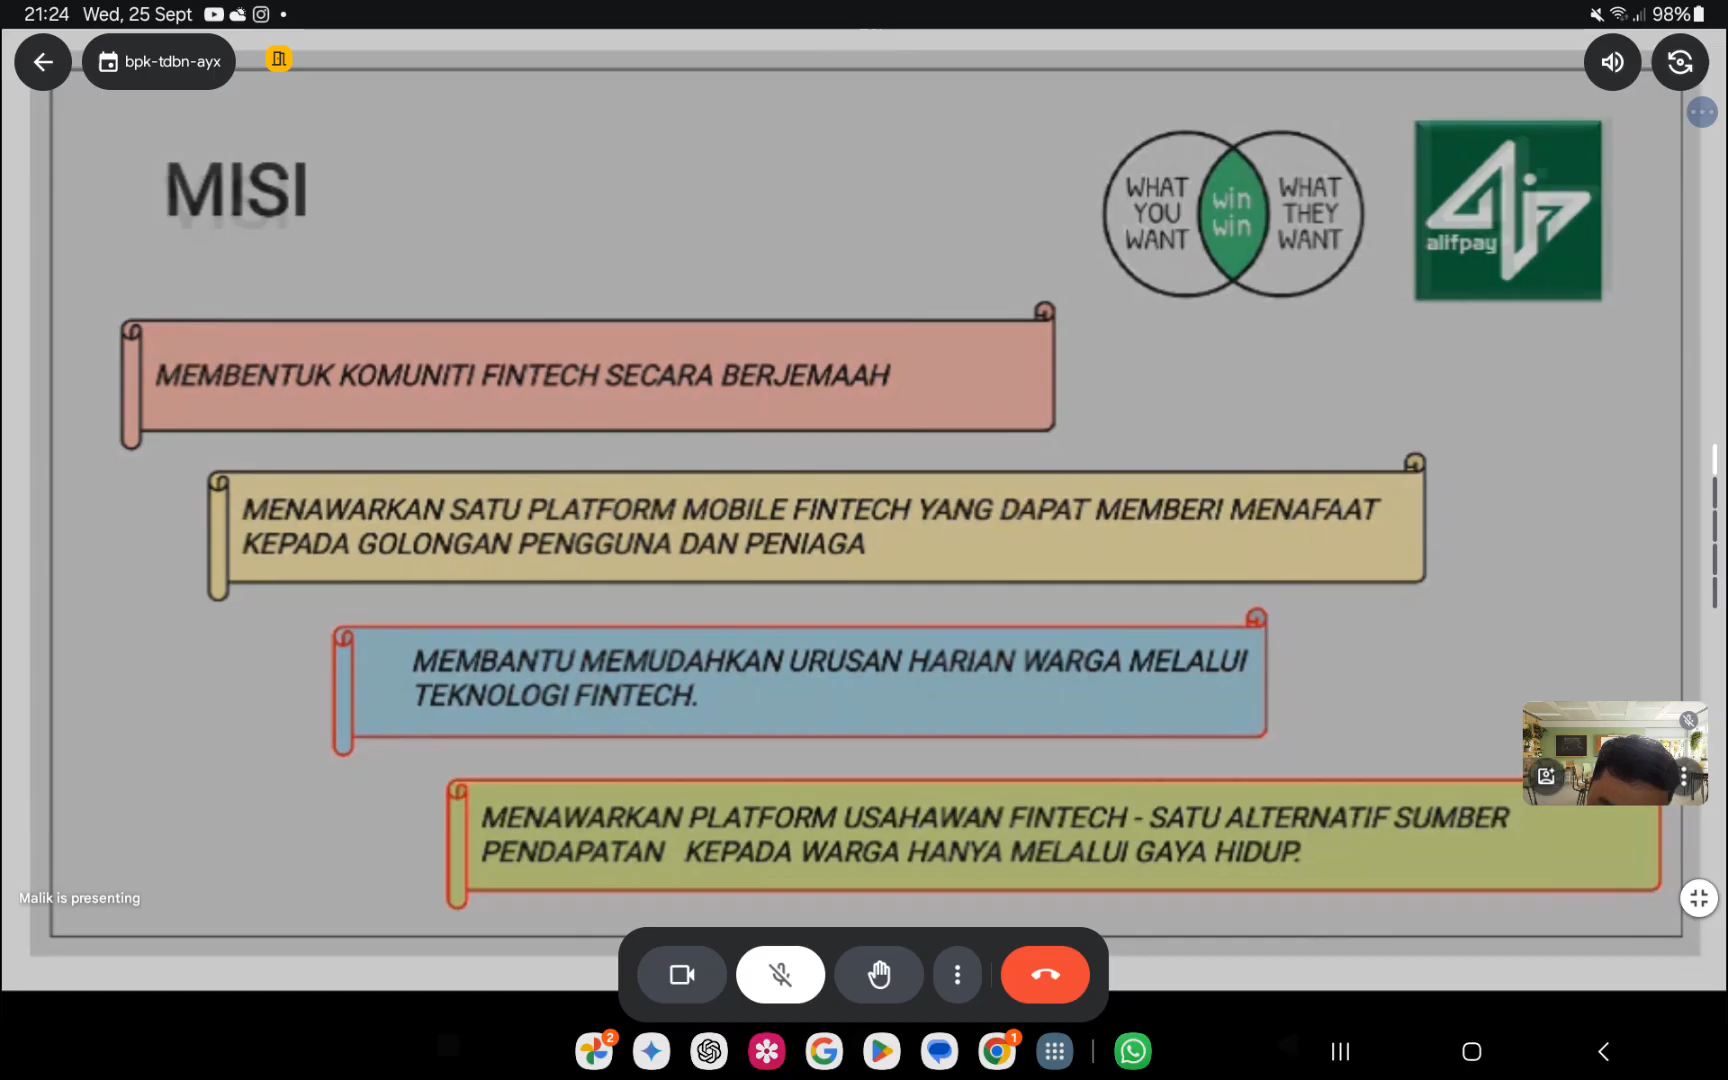 21:24 Wed, 25 Sept
98%
bpk-tdbn-ayx
MISI
WHAT YOU WANT
win win
WHAT THEY WANT
alifpay
MEMBENTUK KOMUNITI FINTECH SECARA BERJEMAAH
MENAWARKAN SATU PLATFORM MOBILE FINTECH YANG DAPAT MEMBERI MENAFAAT
KEPADA GOLONGAN PENGGUNA DAN PENIAGA
MEMBANTU MEMUDAHKAN URUSAN HARIAN WARGA MELALUI
TEKNOLOGI FINTECH.
MENAWARKAN PLATFORM USAHAWAN FINTECH - SATU ALTERNATIF SUMBER
PENDAPATAN KEPADA WARGA HANYA MELALUI GAYA HIDUP.
Malik is presenting
2
1